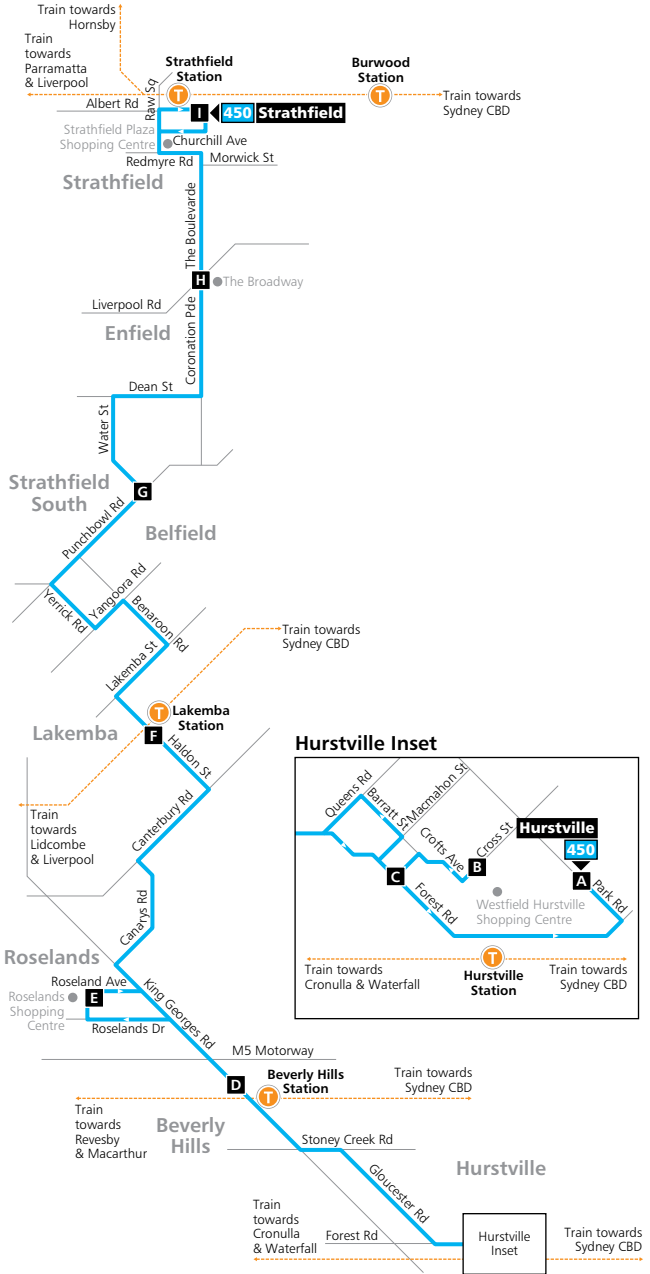 Train towards
Hornsby
Train
towards
Parramatta
& Liverpool
Strathfield
Station
Burwood
Station
Train towards
Sydney CBD
Raw Sq
Albert Rd
I
450 Strathfield
Strathfield Plaza
Shopping Centre
Churchill Ave
Redmyre Rd
Morwick St
Strathfield
The Boulevarde
H
The Broadway
Liverpool Rd
Enfield
Coronation Pde
Dean St
Water St
Strathfield
South
G
Belfield
Punchbowl Rd
Yerrick Rd
Yangoora Rd
Benaroon Rd
Lakemba St
Train towards
Sydney CBD
T
Lakemba
Station
Lakemba
F
Haldon St
Train
towards
Lidcombe
& Liverpool
Canterbury Rd
Canarys Rd
Roselands
Roseland Ave
E
Roselands
Shopping
Centre
Roselands Dr
King Georges Rd
M5 Motorway
D
T
Beverly Hills
Station
Train towards
Sydney CBD
Train
towards
Revesby
& Macarthur
Beverly
Hills
Stoney Creek Rd
Hurstville
Gloucester Rd
Train
towards
Cronulla
& Waterfall
Forest Rd
Hurstville
Inset
Train towards
Sydney CBD
Hurstville Inset
Queens Rd
Barratt St
Macmahon St
Crofts Ave
Cross St
Hurstville
450
A
B
C
Park Rd
Forest Rd
Westfield Hurstville
Shopping Centre
Train towards
Cronulla & Waterfall
T
Hurstville
Station
Train towards
Sydney CBD
T
T